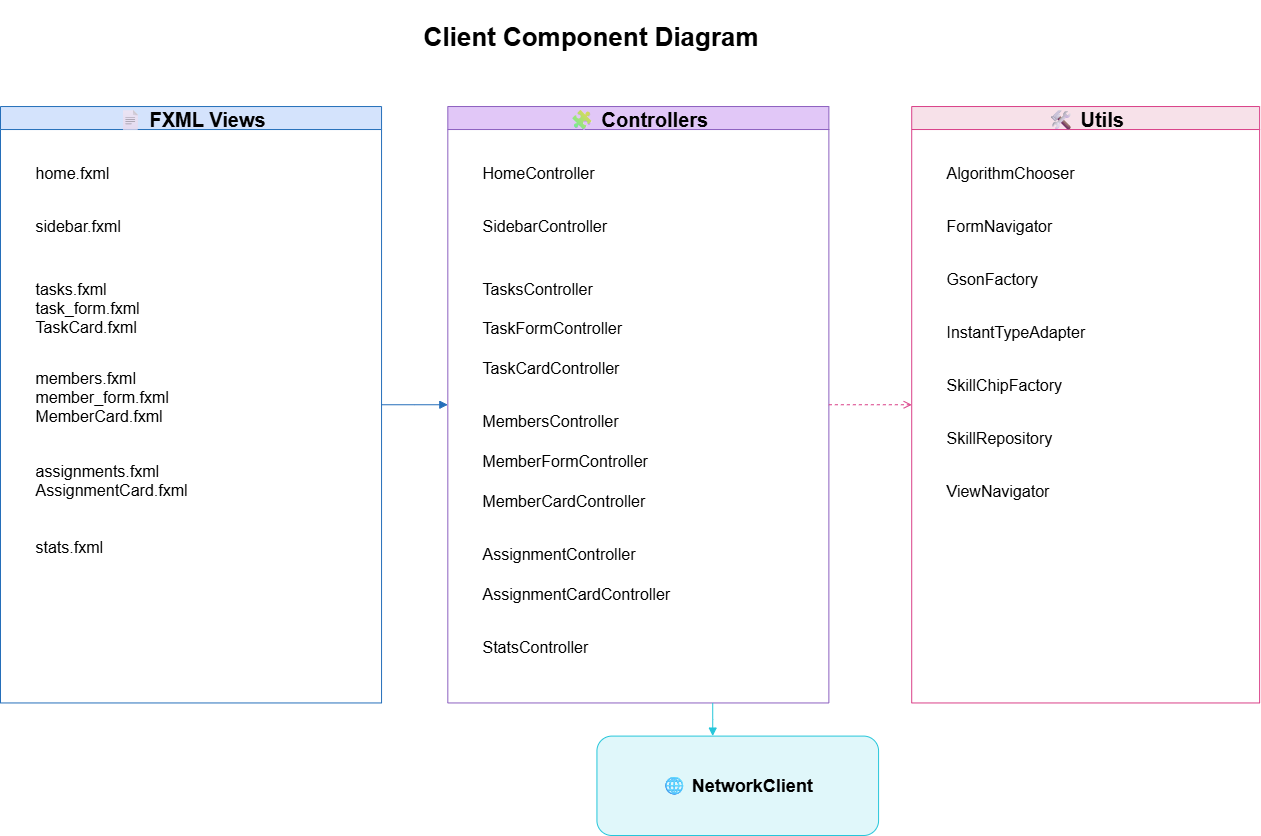 Client Component Diagram
FXML Views
home.fxml
sidebar.fxml
tasks.fxml
task_form.fxml
TaskCard.fxml
members.fxml
member_form.fxml
MemberCard.fxml
assignments.fxml
AssignmentCard.fxml
stats.fxml
Controllers
HomeController
SidebarController
TasksController
TaskFormController
TaskCardController
MembersController
MemberFormController
MemberCardController
AssignmentController
AssignmentCardController
StatsController
Utils
AlgorithmChooser
FormNavigator
GsonFactory
InstantTypeAdapter
SkillChipFactory
SkillRepository
ViewNavigator
NetworkClient